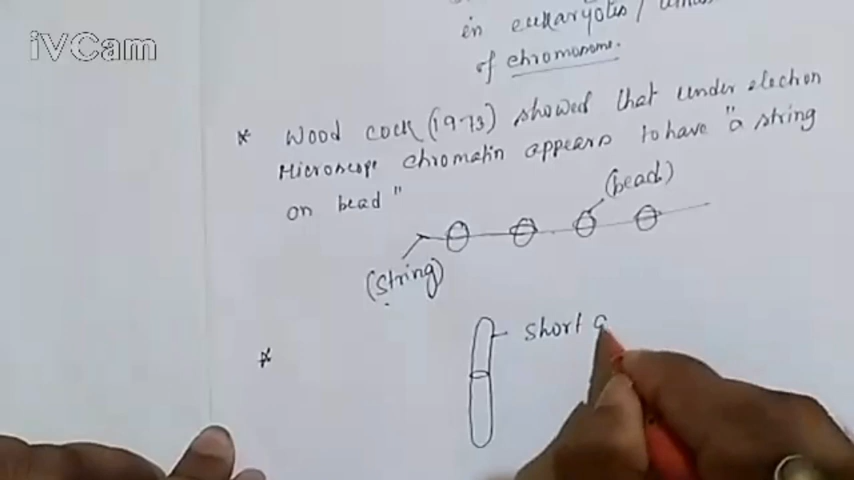 iVCam
in eukaryotes /
of chromosome.
* Wood cock (1973) showed that under electron
Microscope chromatin appears to have "a string
on bead"
(bead)
(string)
*
short a